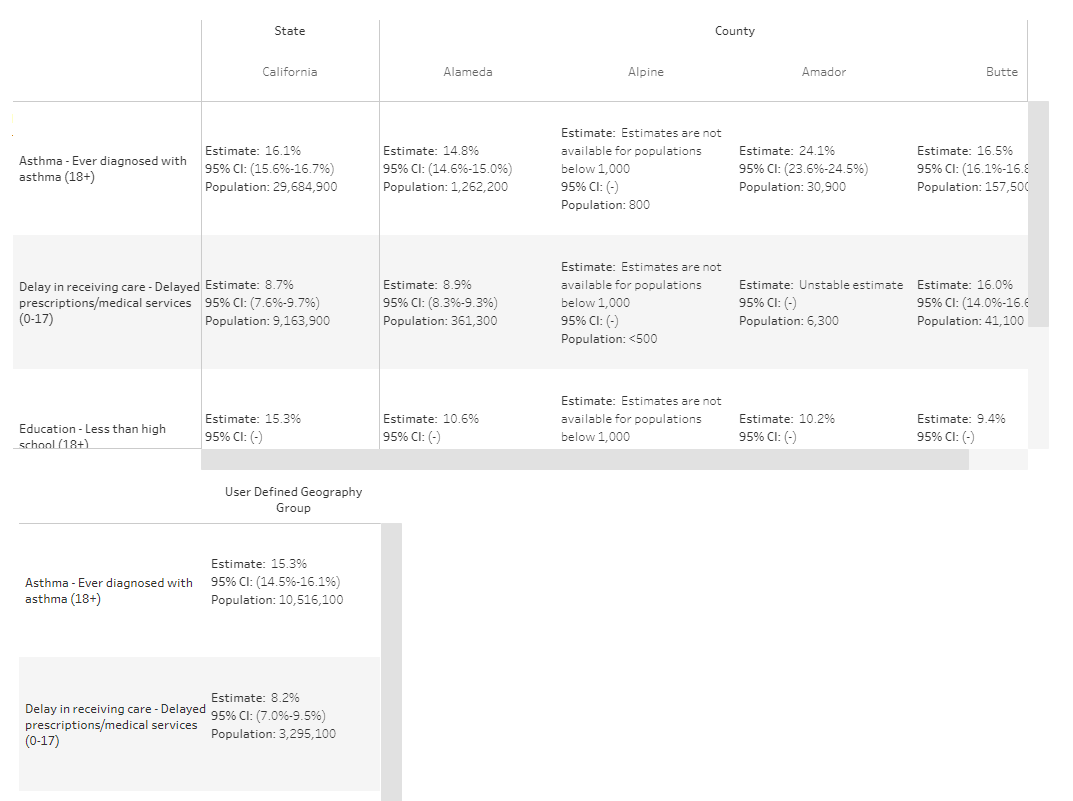 State
County
California
Alameda
Alpine
Amador
Butte
Asthma - Ever diagnosed with
asthma (18+)
Estimate: 16.1%
95% CI: (15.6%-16.7%)
Population: 29,684,900
Estimate: 14.8%
95% CI: (14.6%-15.0%)
Population: 1,262,200
Estimate: Estimates are not
available for populations
below 1,000
95% CI: (-)
Population: 800
Estimate: 24.1%
95% CI: (23.6%-24.5%)
Population: 30,900
Estimate: 16.5%
95% CI: (16.1%-16.8
Population: 157,500
Delay in receiving care - Delayed
prescriptions/medical services
(0-17)
Estimate: 8.7%
95% CI: (7.6%-9.7%)
Population: 9,163,900
Estimate: 8.9%
95% CI: (8.3%-9.3%)
Population: 361,300
Estimate: Estimates are not
available for populations
below 1,000
95% CI: (-)
Population: <500
Estimate: Unstable estimate
95% CI: (-)
Population: 6,300
Estimate: 16.0%
95% CI: (14.0%-16.6
Population: 41,100
Education - Less than high
school (18+)
Estimate: 15.3%
95% CI: (-)
Estimate: 10.6%
95% CI: (-)
Estimate: Estimates are not
available for populations
below 1,000
Estimate: 10.2%
95% CI: (-)
Estimate: 9.4%
95% CI: (-)
User Defined Geography
Group
Asthma - Ever diagnosed with
asthma (18+)
Estimate: 15.3%
95% CI: (14.5%-16.1%)
Population: 10,516,100
Delay in receiving care - Delayed
prescriptions/medical services
(0-17)
Estimate: 8.2%
95% CI: (7.0%-9.5%)
Population: 3,295,100